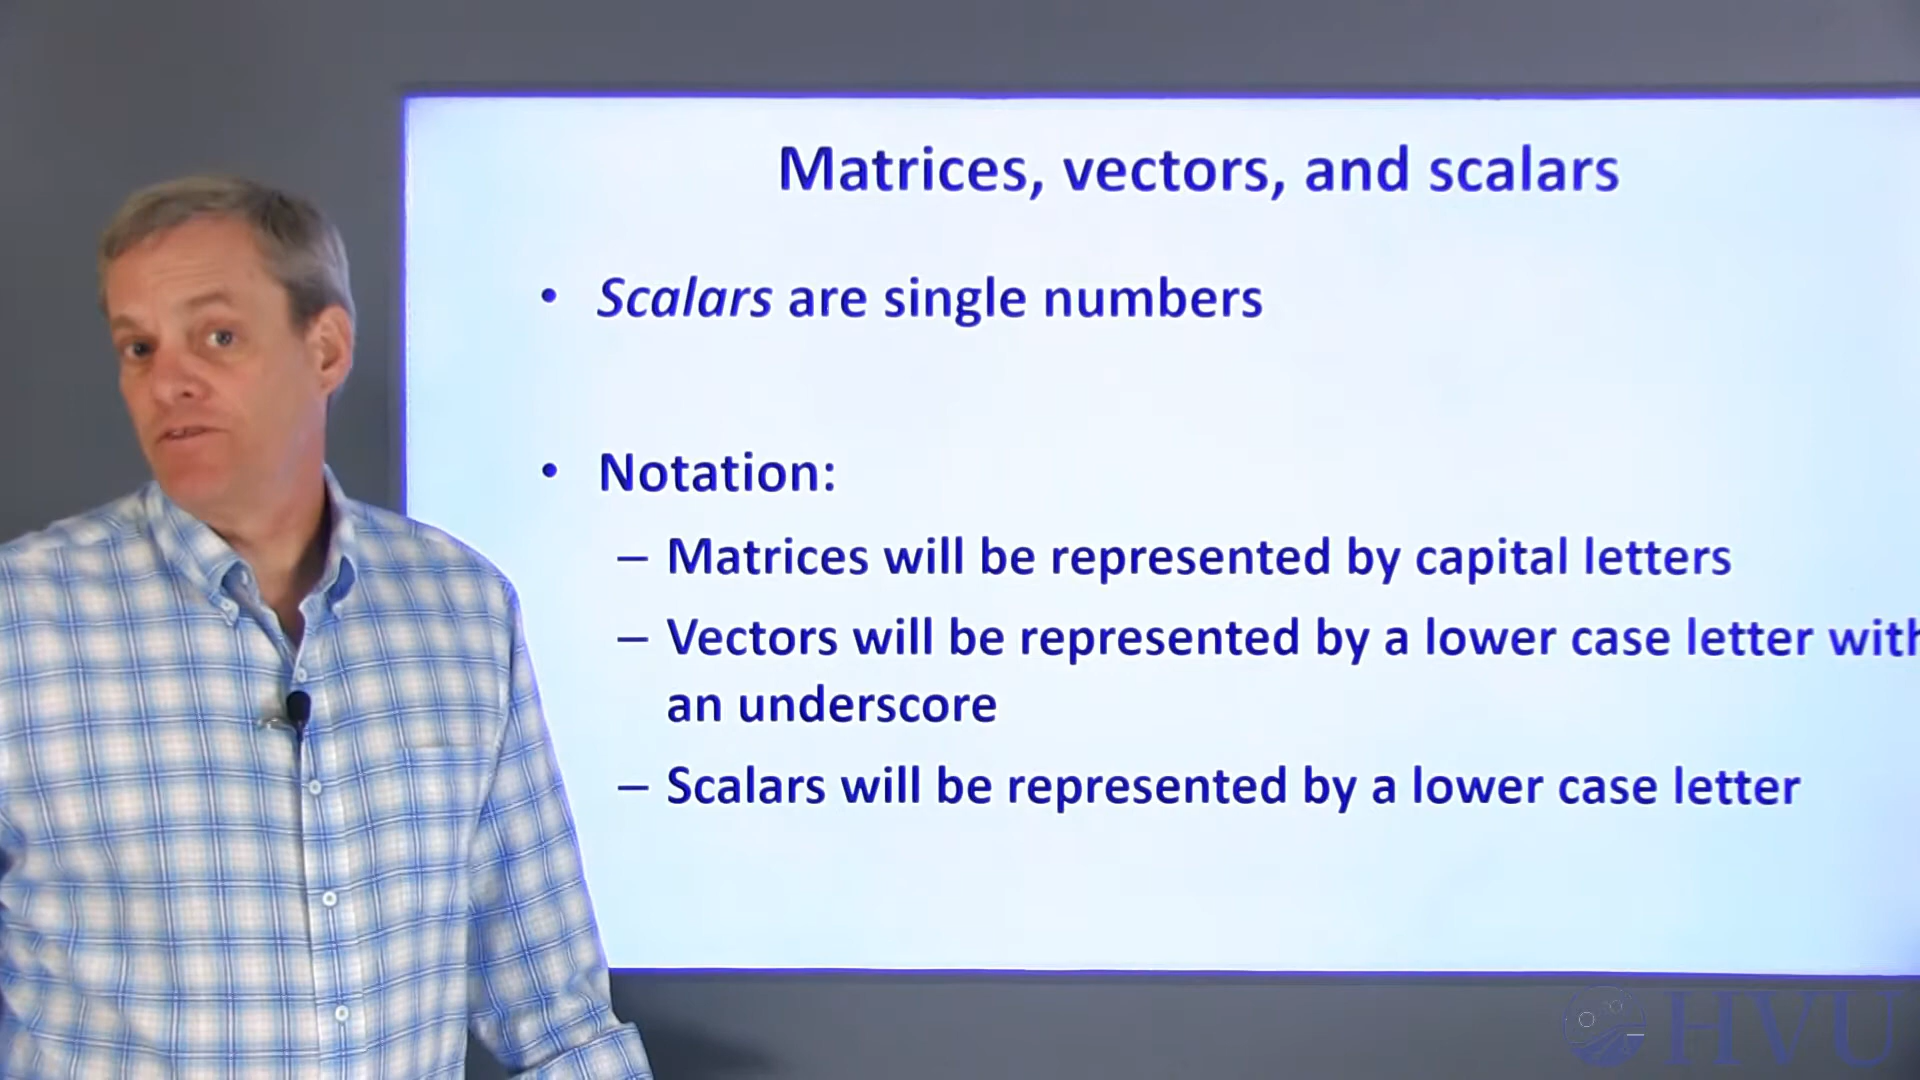 Matrices, vectors, and scalars
• Scalars are single numbers
• Notation:
– Matrices will be represented by capital letters
– Vectors will be represented by a lower case letter with
an underscore
– Scalars will be represented by a lower case letter
HVU